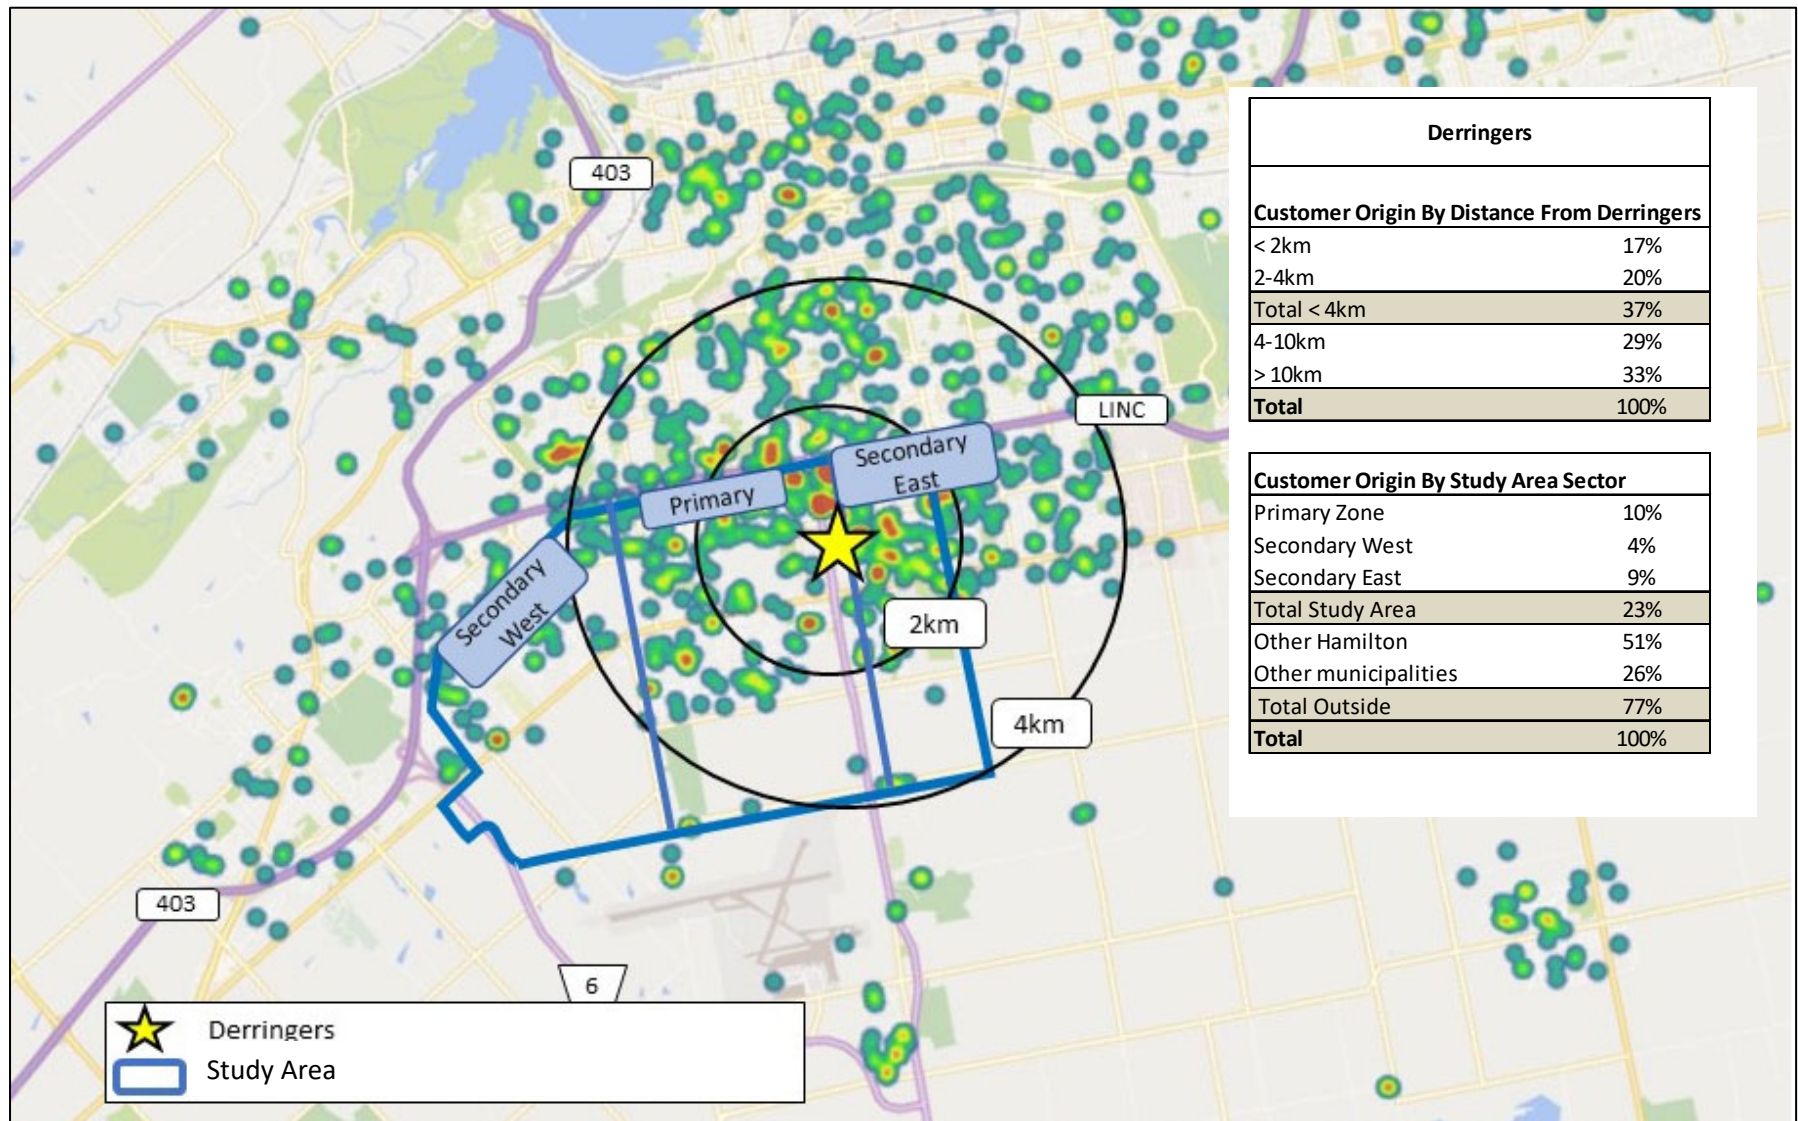 403
LINC
Primary
Secondary
East
Secondary
West
2km
4km
403
6
Derringers
Study Area
Derringers
Customer Origin By Distance From Derringers
< 2km 17%
2-4km 20%
Total < 4km 37%
4-10km 29%
> 10km 33%
Total 100%
Customer Origin By Study Area Sector
Primary Zone 10%
Secondary West 4%
Secondary East 9%
Total Study Area 23%
Other Hamilton 51%
Other municipalities 26%
Total Outside 77%
Total 100%